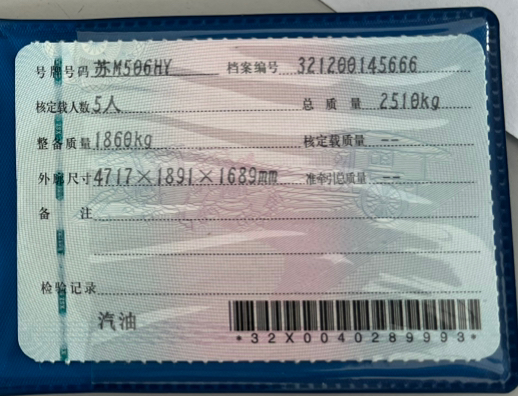 号牌号码 苏M506HY 档案编号 321200145666
核定载人数 5人 总质量 2510kg
整备质量 1860kg 核定载质量 --
外廓尺寸 4717×1891×1689mm 准牵引总质量 --
备注
检验记录
汽油
*32X0040289993*